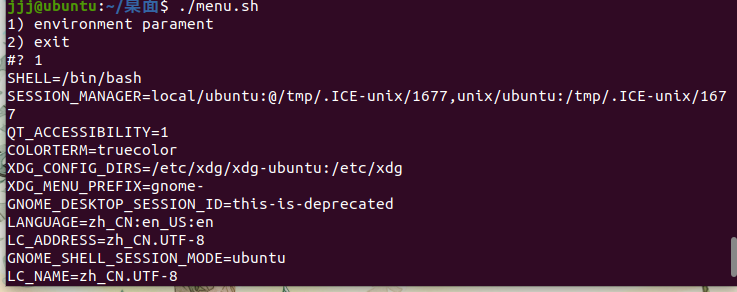 jjj@ubuntu:~/桌面$ ./menu.sh
1) environment parament
2) exit
#? 1
SHELL=/bin/bash
SESSION_MANAGER=local/ubuntu:@/tmp/.ICE-unix/1677,unix/ubuntu:/tmp/.ICE-unix/167
7
QT_ACCESSIBILITY=1
COLORTERM=truecolor
XDG_CONFIG_DIRS=/etc/xdg/xdg-ubuntu:/etc/xdg
XDG_MENU_PREFIX=gnome-
GNOME_DESKTOP_SESSION_ID=this-is-deprecated
LANGUAGE=zh_CN:en_US:en
LC_ADDRESS=zh_CN.UTF-8
GNOME_SHELL_SESSION_MODE=ubuntu
LC_NAME=zh_CN.UTF-8